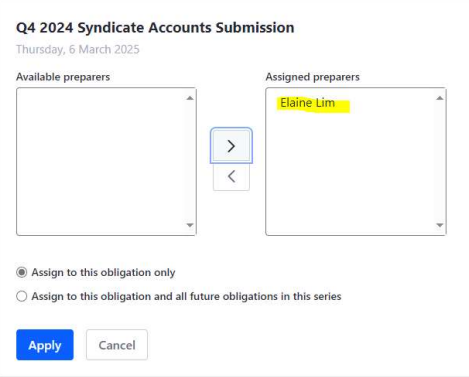 Q4 2024 Syndicate Accounts Submission
Thursday, 6 March 2025
Available preparers
Assigned preparers
Elaine Lim
Assign to this obligation only
Assign to this obligation and all future obligations in this series
Apply
Cancel